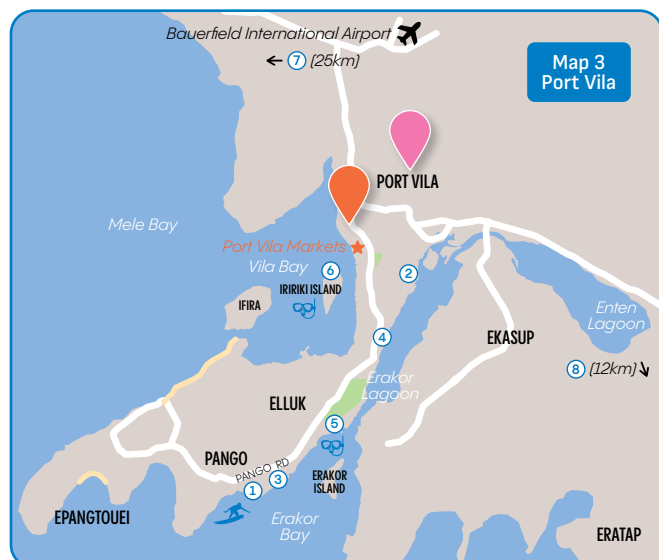 Bauerfield International Airport
← 7 (25km)
Map 3
Port Vila
PORT VILA
Mele Bay
Port Vila Markets
Vila Bay
6
2
IRIRIKI ISLAND
IFIRA
Enten
Lagoon
4
EKASUP
8 (12km)
Erakor
Lagoon
ELLUK
5
PANGO
PANGO RD
ERAKOR
ISLAND
1
3
EPANGTOUEI
Erakor
Bay
ERATAP